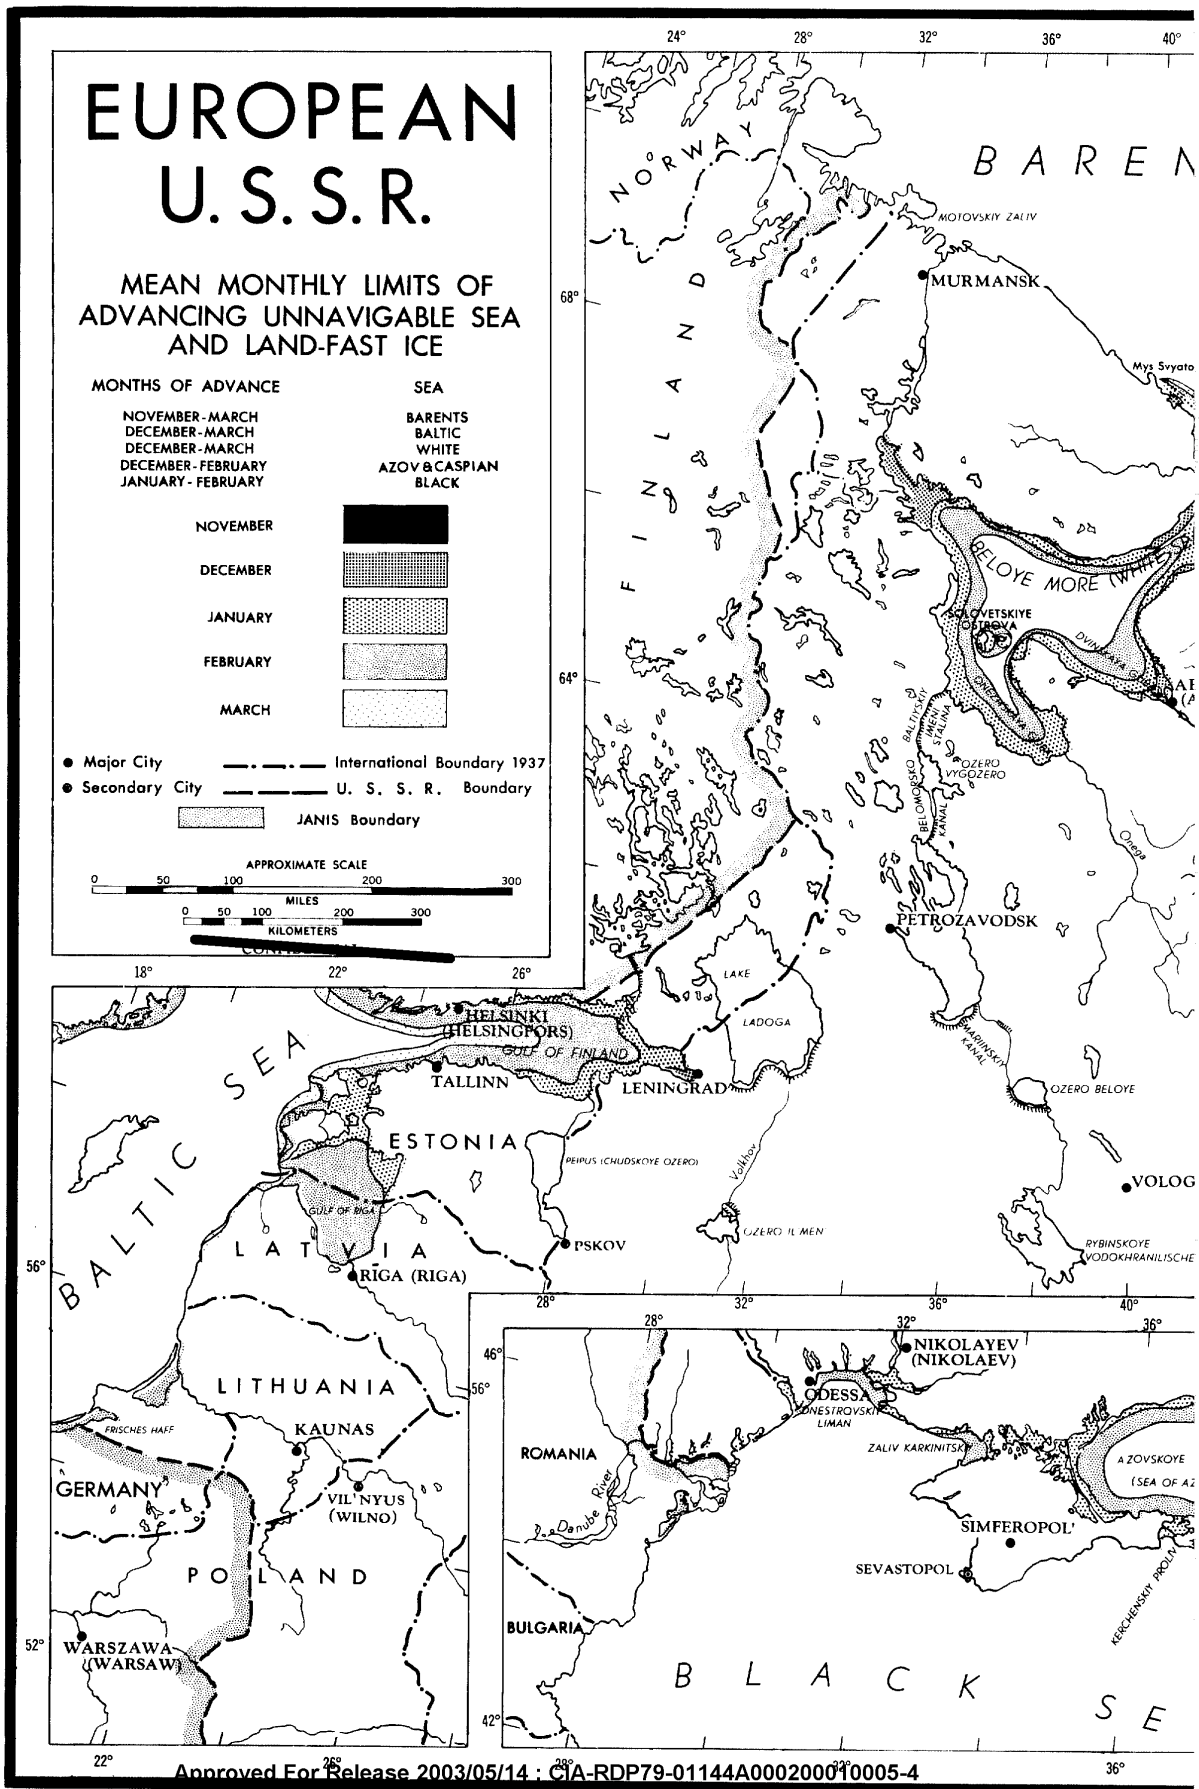 EUROPEAN
U.S.S.R.
MEAN MONTHLY LIMITS OF
ADVANCING UNNAVIGABLE SEA
AND LAND-FAST ICE
MONTHS OF ADVANCE SEA
NOVEMBER-MARCH BARENTS
DECEMBER-MARCH BALTIC
DECEMBER-MARCH WHITE
DECEMBER-FEBRUARY AZOV & CASPIAN
JANUARY-FEBRUARY BLACK
NOVEMBER
DECEMBER
JANUARY
FEBRUARY
MARCH
Major City International Boundary 1937
Secondary City U. S. S. R. Boundary
JANIS Boundary
APPROXIMATE SCALE
0 50 100 200 300
MILES
0 50 100 200 300
KILOMETERS
24° 28° 32° 36° 40°
NORWAY
BAREN
MOTOVSKIY ZALIV
68°
MURMANSK
FINLAND
Mys Svyato
BELOYE MORE (WHITE
SOLOVETSKIYE
OSTROVA
DVINSKAYA
64°
ONEZHSKAYA
BELOMORSKO BALTIYSKIY
KANAL IMENI
STALINA
OZERO
VYGOZERO
Onega
PETROZAVODSK
18° 22° 26°
LAKE
LADOGA
HELSINKI
(HELSINGFORS)
GULF OF FINLAND
MARIINSKIY
KANAL
TALLINN
LENINGRAD
OZERO BELOYE
BALTIC SEA
ESTONIA
PEIPUS (CHUDSKOYE OZERO)
Volkhov
VOLOG
GULF OF RIGA
OZERO IL'MEN'
LATVIA
PSKOV
RYBINSKOYE
VODOKHRANILISCHE
56°
RĪGA (RIGA)
28° 32° 36° 40°
28° 32° 36°
46°
NIKOLAYEV
(NIKOLAEV)
LITHUANIA
56°
ODESSA
DNESTROVSKIY
LIMAN
FRISCHES HAFF
KAUNAS
ROMANIA
ZALIV KARKINITSKIY
AZOVSKOYE
(SEA OF AZ
"GERMANY"
VIL'NYUS
(WILNO)
Danube River
SIMFEROPOL'
POLAND
SEVASTOPOL
KERCHENSKIY PROLIV
BULGARIA
52°
WARSZAWA
(WARSAW)
BLACK SE
42°
22° 26° 28° 32° 36°
Approved For Release 2003/05/14 : CIA-RDP79-01144A000200010005-4